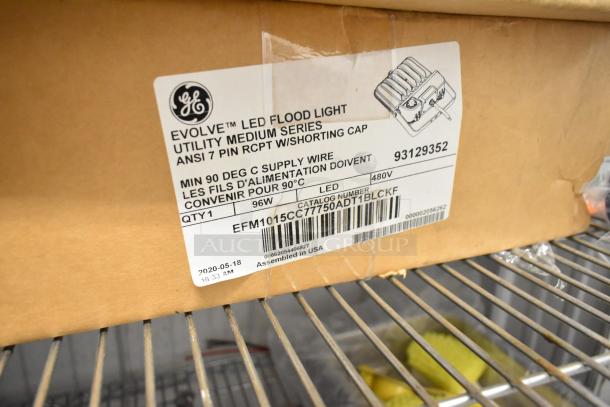 GE
EVOLVE™ LED FLOOD LIGHT
UTILITY MEDIUM SERIES
ANSI 7 PIN RCPT W/SHORTING CAP
MIN 90 DEG C SUPPLY WIRE 93129352
LES FILS D'ALIMENTATION DOIVENT
CONVENIR POUR 90°C
QTY 1 96W LED 480V
CATALOG NUMBER
EFM1015CC77750ADT1BLCKF
Assembled in USA
2020-05-18
AUCTION GROUP